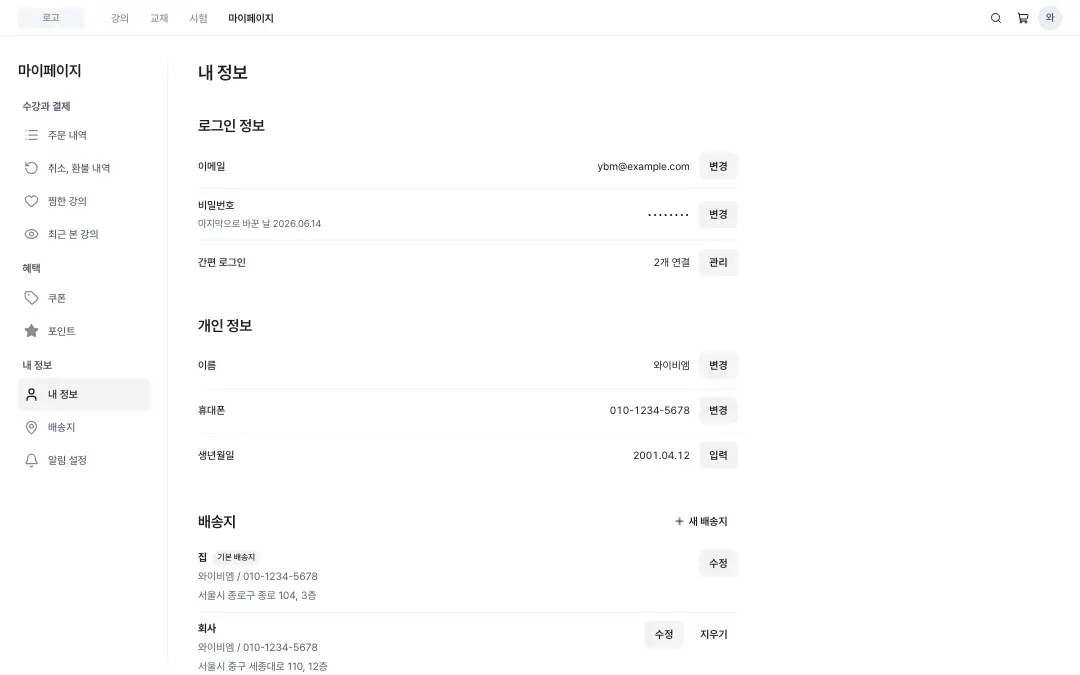 로고
강의
교재
시험
마이페이지
와
마이페이지
수강과 결제
주문 내역
취소, 환불 내역
찜한 강의
최근 본 강의
혜택
쿠폰
포인트
내 정보
내 정보
배송지
알림 설정
내 정보
로그인 정보
이메일 ybm@example.com 변경
비밀번호
마지막으로 바꾼 날 2026.06.14
•••••••• 변경
간편 로그인 2개 연결 관리
개인 정보
이름 와이비엠 변경
휴대폰 010-1234-5678 변경
생년월일 2001.04.12 입력
배송지 + 새 배송지
집 기본 배송지 수정
와이비엠 / 010-1234-5678
서울시 종로구 종로 104, 3층
회사 수정 지우기
와이비엠 / 010-1234-5678
서울시 중구 세종대로 110, 12층